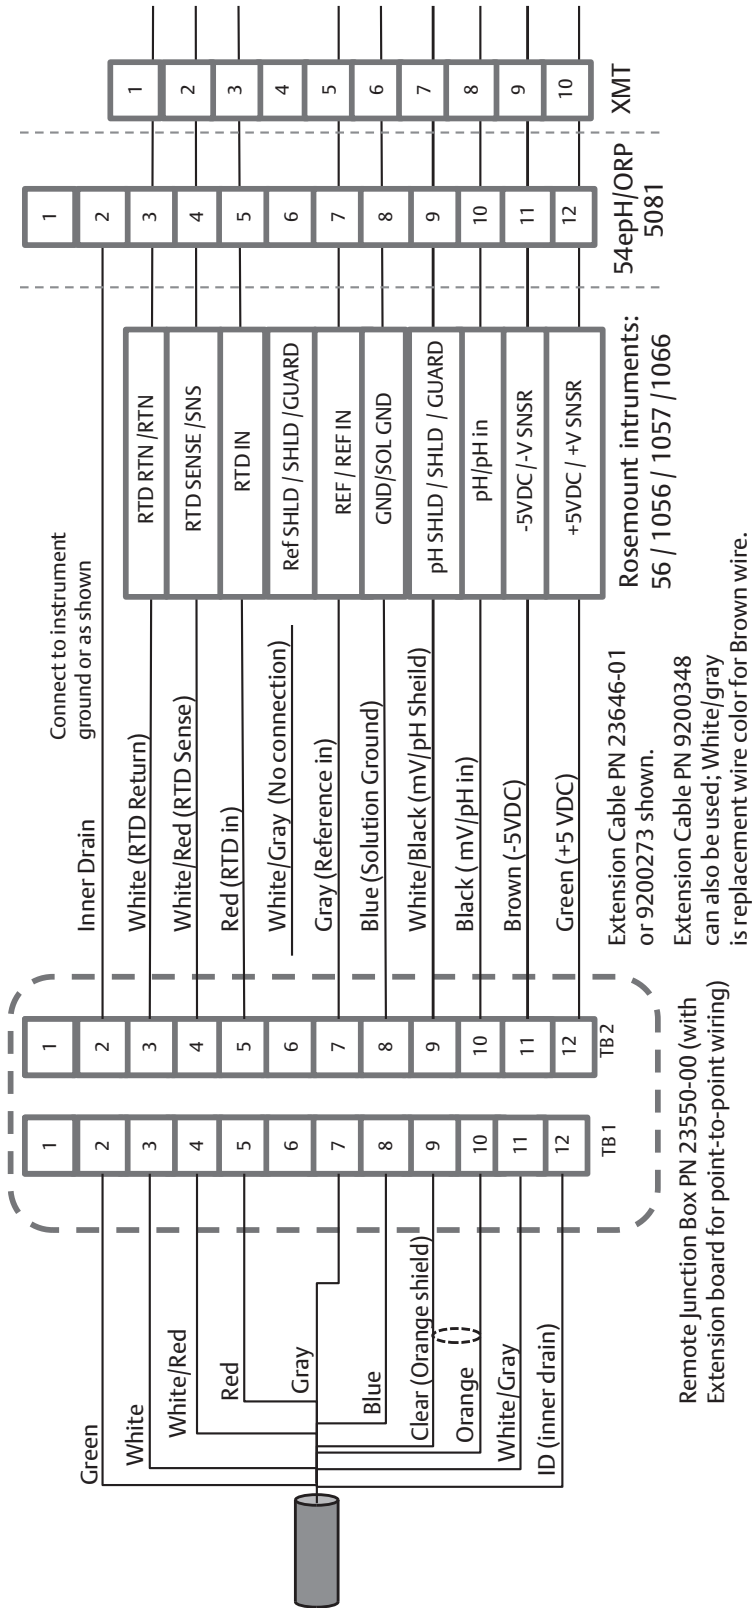 Green
White
White/Red
Red
Gray
Blue
Clear (Orange shield)
Orange
White/Gray
ID (inner drain)
1
2
3
4
5
6
7
8
9
10
11
12
TB1
1
2
3
4
5
6
7
8
9
10
11
12
TB2
Remote Junction Box PN 23550-00 (with
Extension board for point-to-point wiring)
Inner Drain
Connect to instrument
ground or as shown
White (RTD Return)
White/Red (RTD Sense)
Red (RTD in)
White/Gray (No connection)
Gray (Reference in)
Blue (Solution Ground)
White/Black (mV/pH Sheild)
Black ( mV/pH in)
Brown (-5VDC)
Green (+5 VDC)
Extension Cable PN 23646-01
or 9200273 shown.
Extension Cable PN 9200348
can also be used; White/gray
is replacement wire color for Brown wire.
RTD RTN /RTN
RTD SENSE /SNS
RTD IN
Ref SHLD / SHLD /GUARD
REF / REF IN
GND/SOL GND
pH SHLD / SHLD / GUARD
pH/pH in
-5VDC /-V SNSR
+5VDC / +V SNSR
Rosemount intruments:
56 / 1056 / 1057 /1066
1
2
3
4
5
6
7
8
9
10
11
12
54epH/ORP
5081
1
2
3
4
5
6
7
8
9
10
XMT